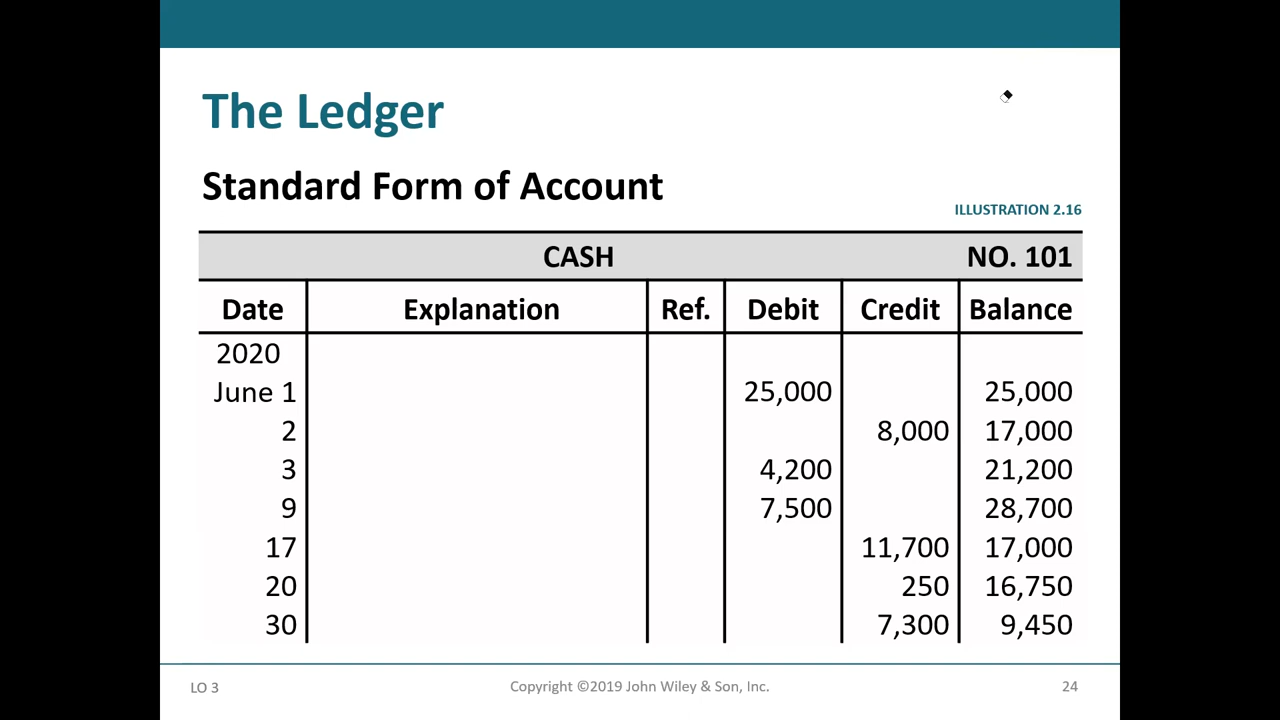 The Ledger
Standard Form of Account
ILLUSTRATION 2.16
CASH NO. 101
Date Explanation Ref. Debit Credit Balance
2020
June 1 25,000 25,000
2 8,000 17,000
3 4,200 21,200
9 7,500 28,700
17 11,700 17,000
20 250 16,750
30 7,300 9,450
LO 3 Copyright ©2019 John Wiley & Son, Inc. 24